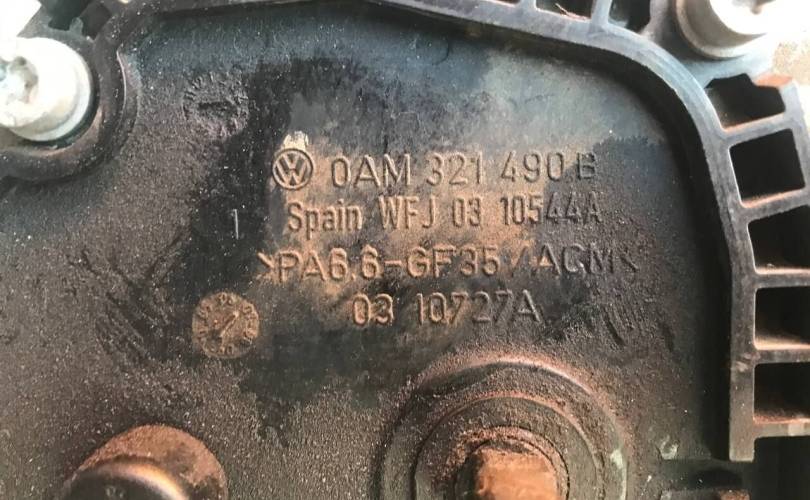 0AM 321 490 B
Spain WFJ 03 10544A
1
>PA6.6-GF35/ACM<
03 10727A